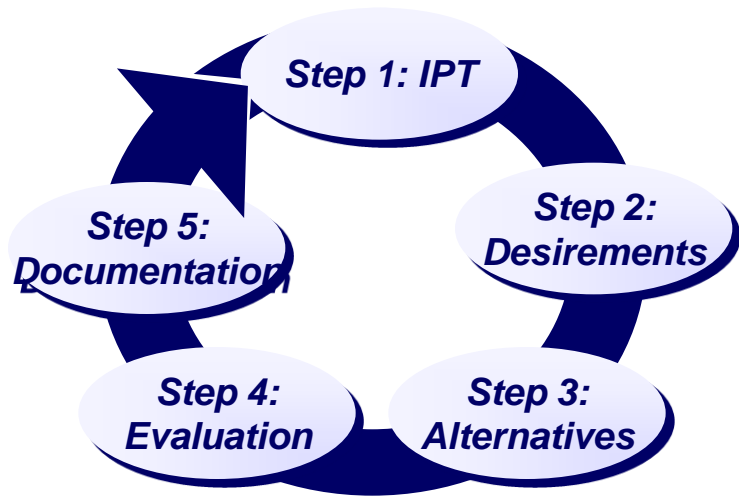 Step 1: IPT
Step 2:
Desirements
Step 3:
Alternatives
Step 4:
Evaluation
Step 5:
Documentation